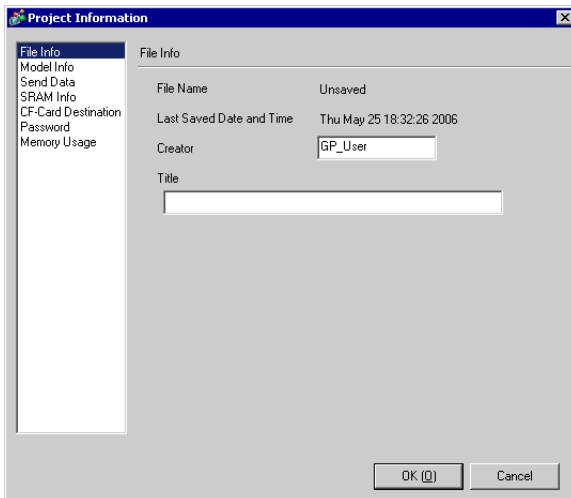 Project Information
File Info
Model Info
Send Data
SRAM Info
CF-Card Destination
Password
Memory Usage
File Info
File Name Unsaved
Last Saved Date and Time Thu May 25 18:32:26 2006
Creator GP_User
Title
OK (O) Cancel